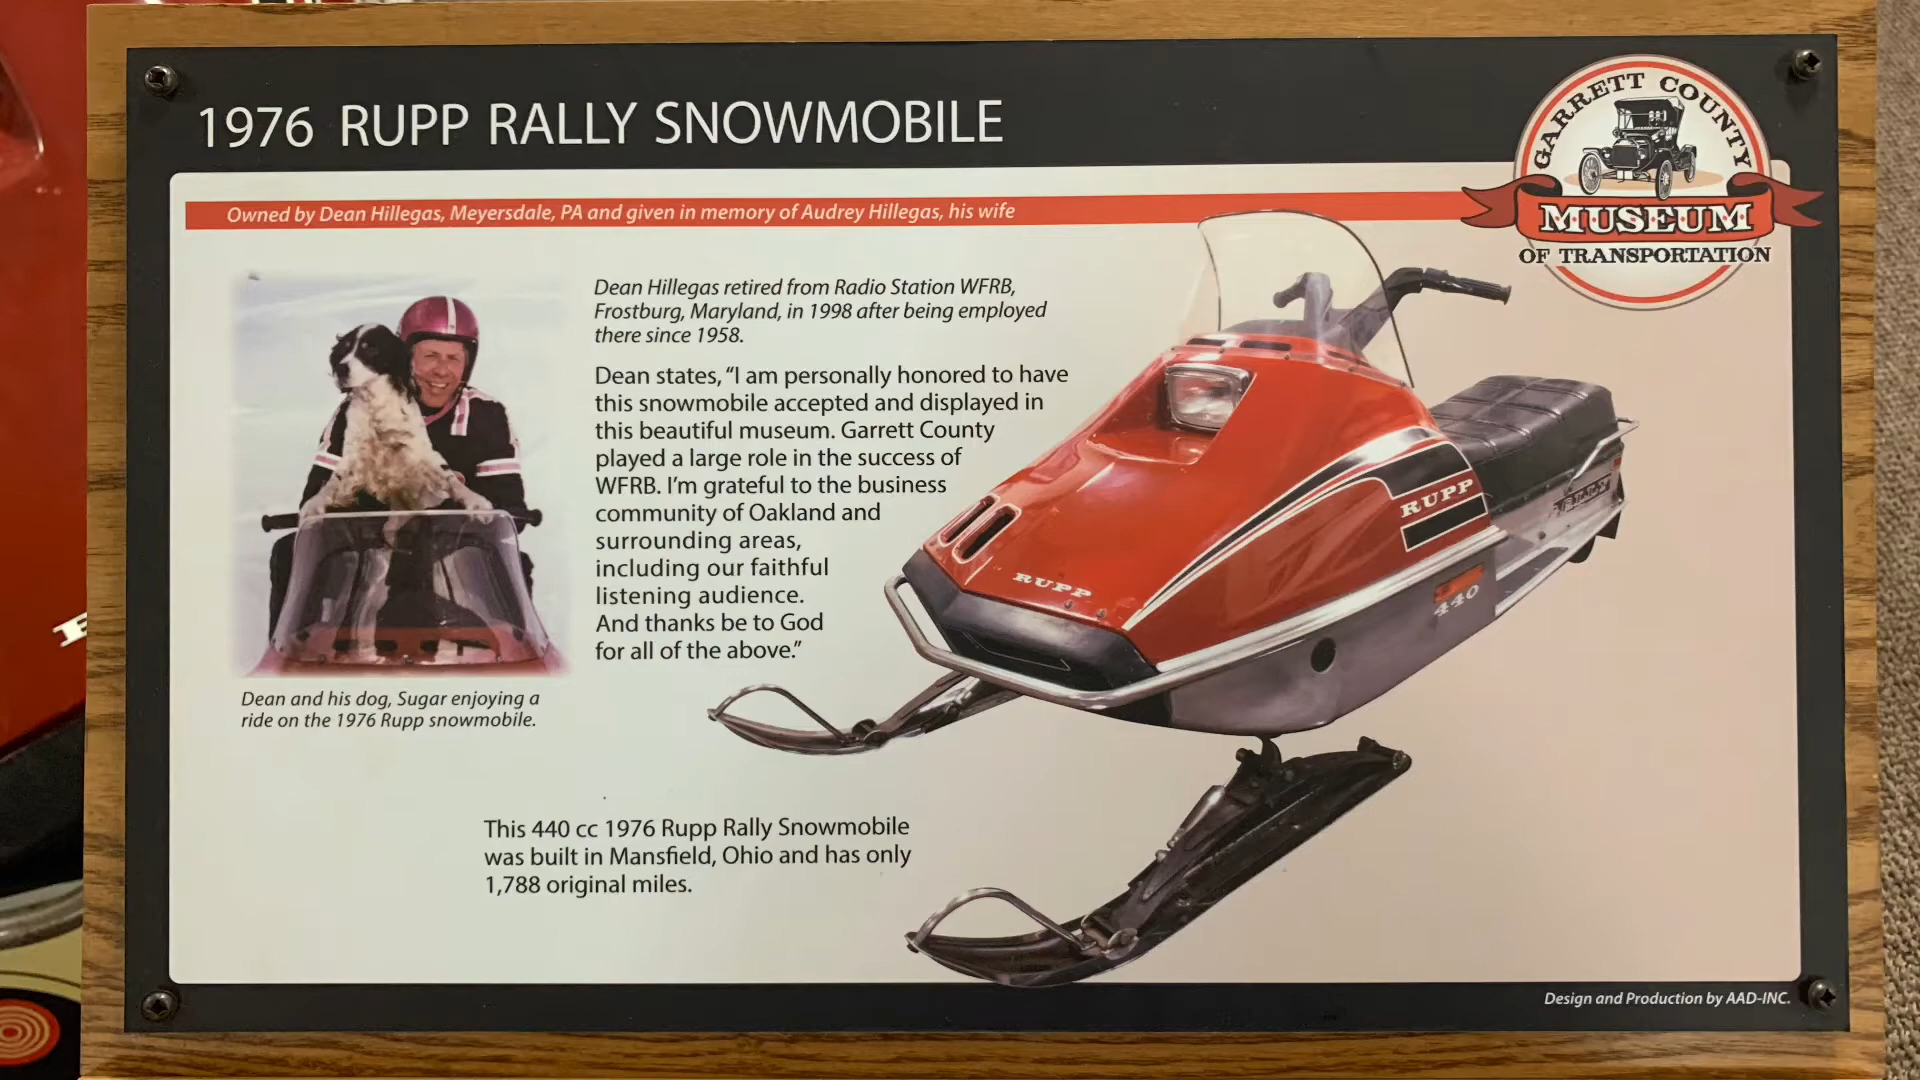 1976 RUPP RALLY SNOWMOBILE
GARRETT COUNTY
MUSEUM
OF TRANSPORTATION
Owned by Dean Hillegas, Meyersdale, PA and given in memory of Audrey Hillegas, his wife
Dean Hillegas retired from Radio Station WFRB,
Frostburg, Maryland, in 1998 after being employed
there since 1958.
Dean states, “I am personally honored to have
this snowmobile accepted and displayed in
this beautiful museum. Garrett County
played a large role in the success of
WFRB. I’m grateful to the business
community of Oakland and
surrounding areas,
including our faithful
listening audience.
And thanks be to God
for all of the above.”
Dean and his dog, Sugar enjoying a
ride on the 1976 Rupp snowmobile.
RUPP
RUPP
440
This 440 cc 1976 Rupp Rally Snowmobile
was built in Mansfield, Ohio and has only
1,788 original miles.
Design and Production by AAD-INC.